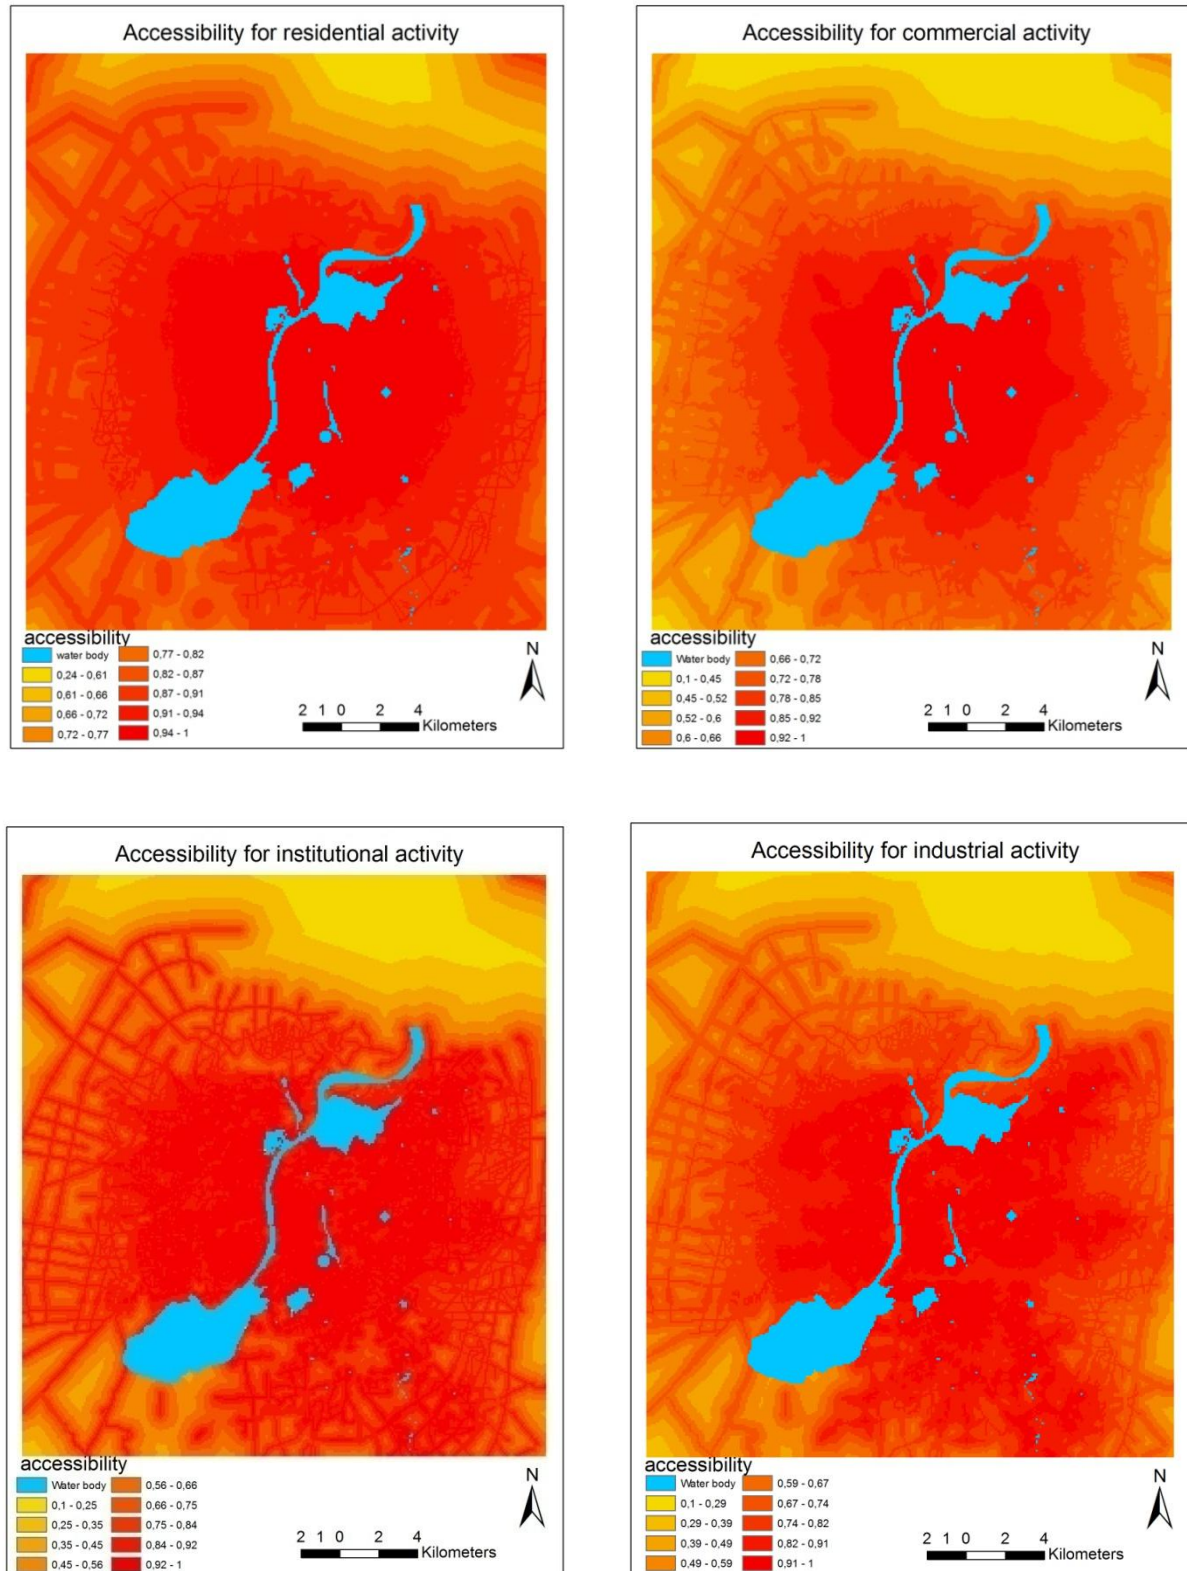 Accessibility for residential activity
accessibility
water body
0,24 - 0,61
0,61 - 0,66
0,66 - 0,72
0,72 - 0,77
0,77 - 0,82
0,82 - 0,87
0,87 - 0,91
0,91 - 0,94
0,94 - 1
2 1 0 2 4
Kilometers
N
Accessibility for commercial activity
accessibility
Water body
0,1 - 0,45
0,45 - 0,52
0,52 - 0,6
0,6 - 0,66
0,66 - 0,72
0,72 - 0,78
0,78 - 0,85
0,85 - 0,92
0,92 - 1
2 1 0 2 4
Kilometers
N
Accessibility for institutional activity
accessibility
Water body
0,1 - 0,25
0,25 - 0,35
0,35 - 0,45
0,45 - 0,56
0,56 - 0,66
0,66 - 0,75
0,75 - 0,84
0,84 - 0,92
0,92 - 1
2 1 0 2 4
Kilometers
N
Accessibility for industrial activity
accessibility
Water body
0,1 - 0,29
0,29 - 0,39
0,39 - 0,49
0,49 - 0,59
0,59 - 0,67
0,67 - 0,74
0,74 - 0,82
0,82 - 0,91
0,91 - 1
2 1 0 2 4
Kilometers
N